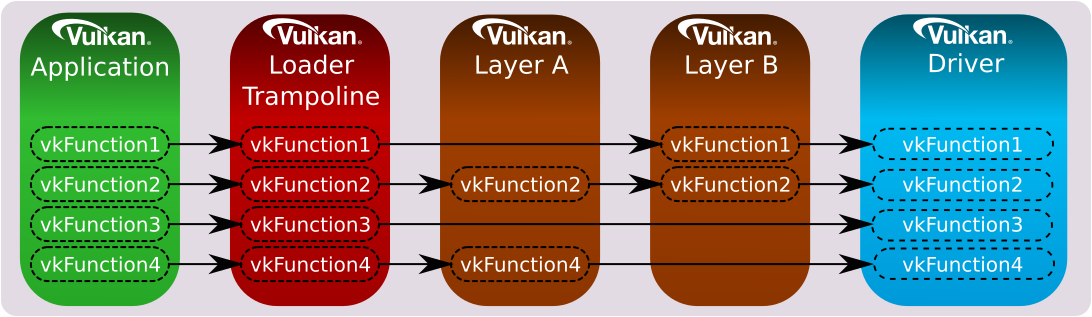 Vulkan®
Application
vkFunction1
vkFunction2
vkFunction3
vkFunction4
Vulkan®
Loader
Trampoline
vkFunction1
vkFunction2
vkFunction3
vkFunction4
Vulkan®
Layer A
vkFunction2
vkFunction4
Vulkan®
Layer B
vkFunction1
vkFunction2
Vulkan®
Driver
vkFunction1
vkFunction2
vkFunction3
vkFunction4